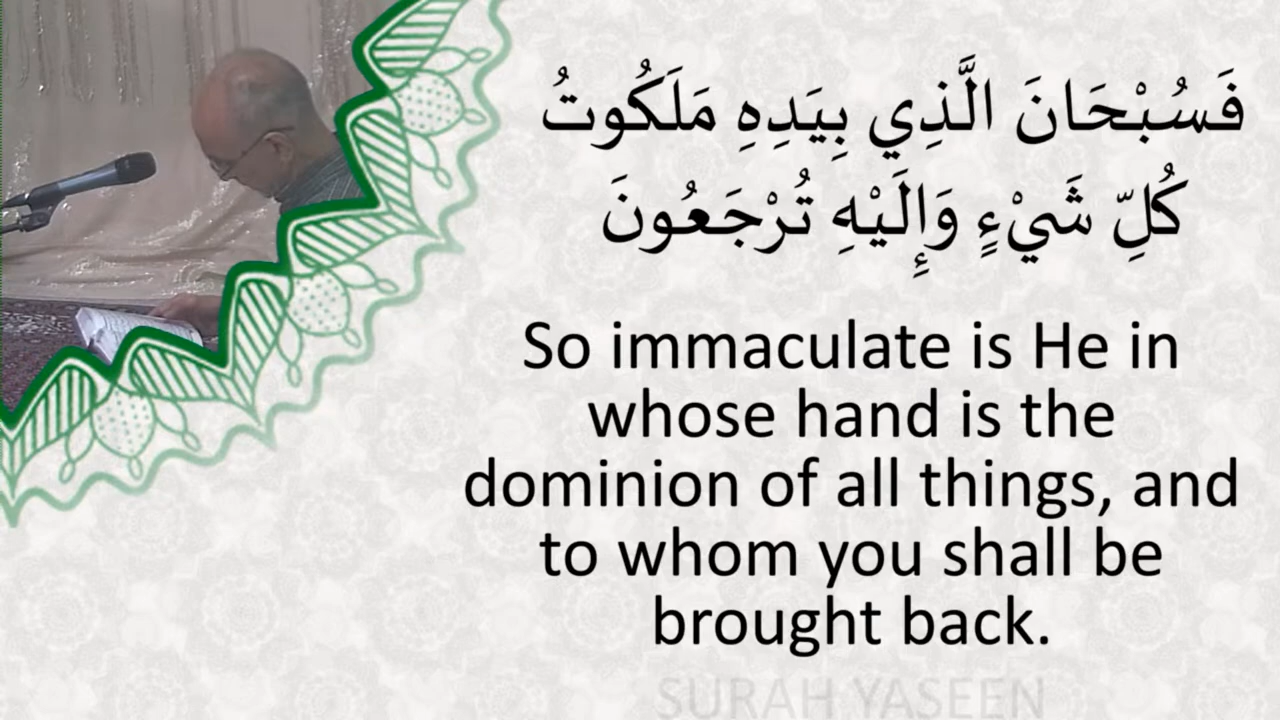 فَسُبْحَانَ الَّذِي بِيَدِهِ مَلَكُوتُ
كُلِّ شَيْءٍ وَإِلَيْهِ تُرْجَعُونَ
So immaculate is He in
whose hand is the
dominion of all things, and
to whom you shall be
brought back.
SURAH YASEEN